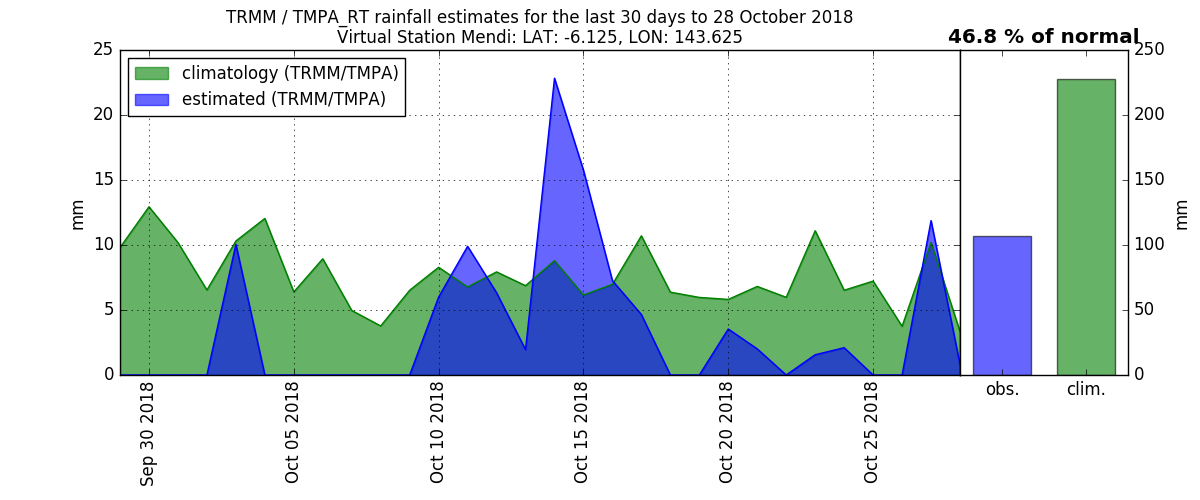 TRMM / TMPA_RT rainfall estimates for the last 30 days to 28 October 2018
Virtual Station Mendi: LAT: -6.125, LON: 143.625
46.8 % of normal
climatology (TRMM/TMPA)
estimated (TRMM/TMPA)
25
20
15
10
5
0
mm
Sep 30 2018
Oct 05 2018
Oct 10 2018
Oct 15 2018
Oct 20 2018
Oct 25 2018
250
200
150
100
50
0
mm
obs.
clim.